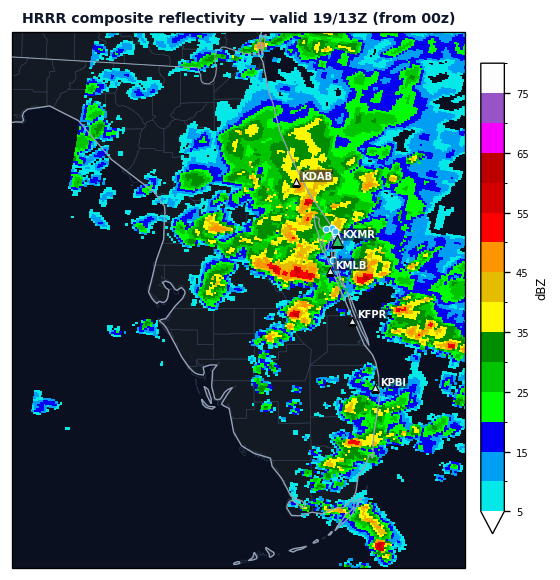 HRRR composite reflectivity — valid 19/13Z (from 00z)
KDAB
KXMR
KMLB
KFPR
KPBI
75
65
55
45
35
25
15
5
dBZ